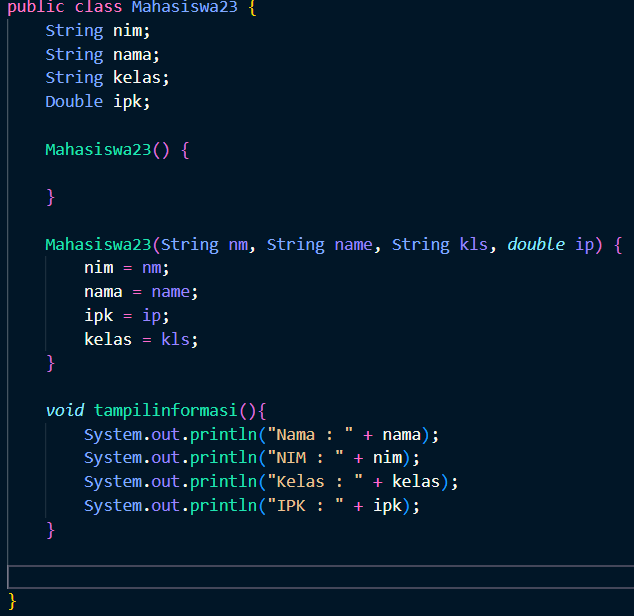 public class Mahasiswa23 {
    String nim;
    String nama;
    String kelas;
    Double ipk;

    Mahasiswa23() {

    }

    Mahasiswa23(String nm, String name, String kls, double ip) {
        nim = nm;
        nama = name;
        ipk = ip;
        kelas = kls;
    }

    void tampilinformasi(){
        System.out.println("Nama : " + nama);
        System.out.println("NIM : " + nim);
        System.out.println("Kelas : " + kelas);
        System.out.println("IPK : " + ipk);
    }

}